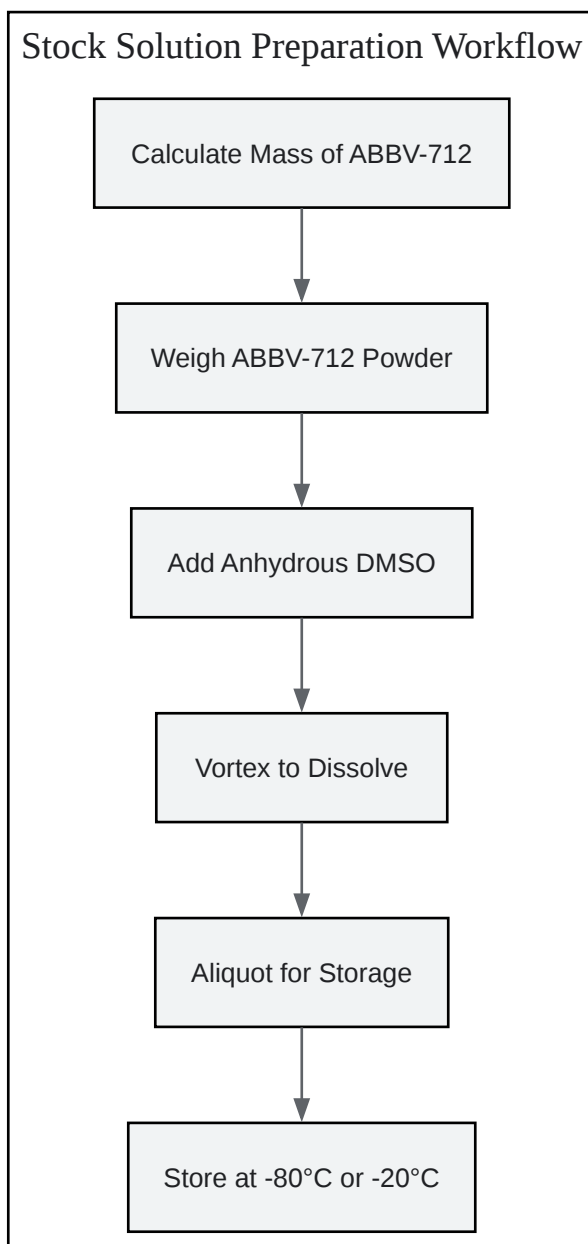 Stock Solution Preparation Workflow
Calculate Mass of ABBV-712
Weigh ABBV-712 Powder
Add Anhydrous DMSO
Vortex to Dissolve
Aliquot for Storage
Store at -80°C or -20°C